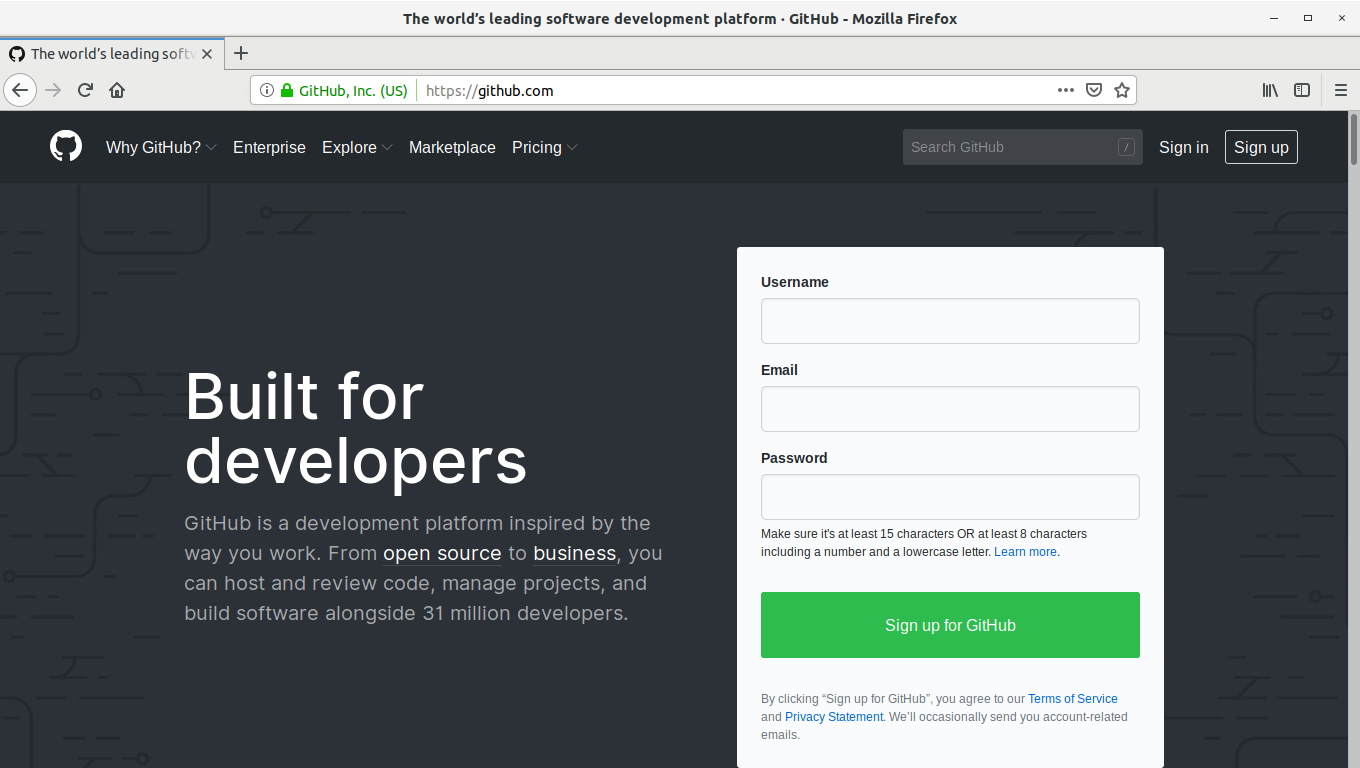 The world's leading software development platform · GitHub - Mozilla Firefox
The world's leading softw
GitHub, Inc. (US) https://github.com
Why GitHub? Enterprise Explore Marketplace Pricing Search GitHub / Sign in Sign up
Built for
developers
GitHub is a development platform inspired by the
way you work. From open source to business, you
can host and review code, manage projects, and
build software alongside 31 million developers.
Username
Email
Password
Make sure it's at least 15 characters OR at least 8 characters
including a number and a lowercase letter. Learn more.
Sign up for GitHub
By clicking “Sign up for GitHub”, you agree to our Terms of Service
and Privacy Statement. We'll occasionally send you account-related
emails.